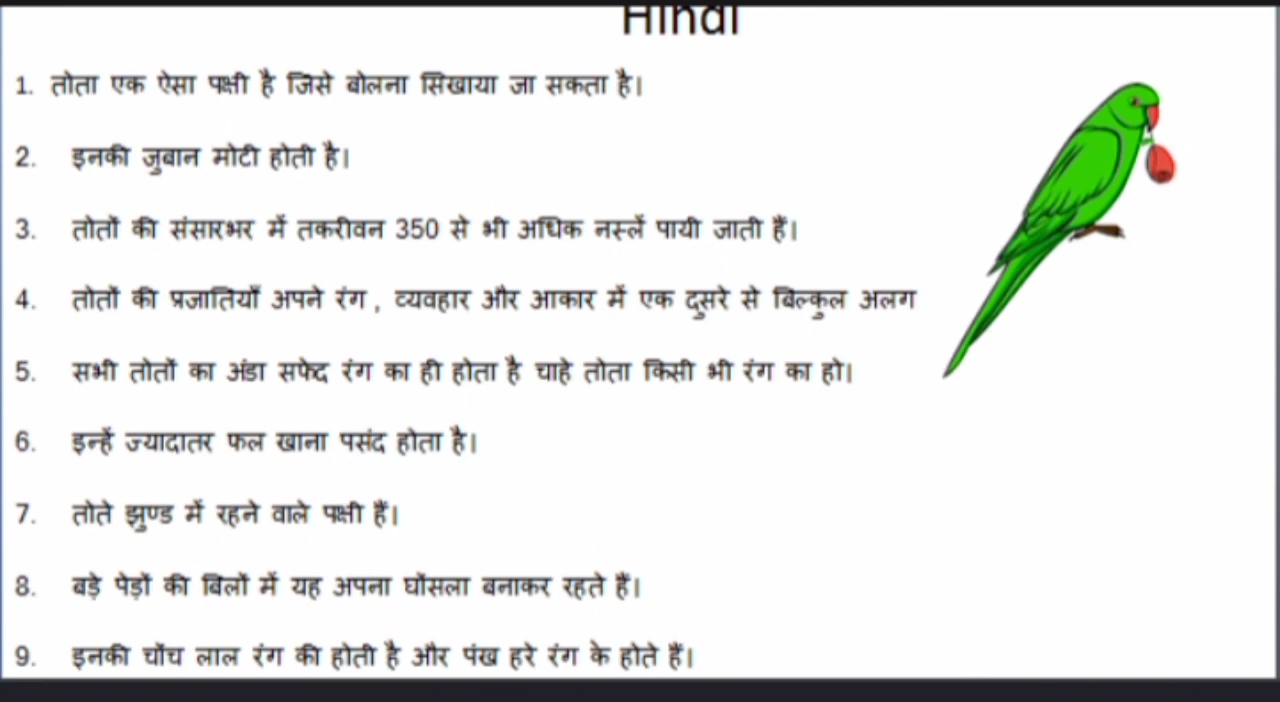 Hindi
1. तोता एक ऐसा पक्षी है जिसे बोलना सिखाया जा सकता है।
2. इनकी जुबान मोटी होती है।
3. तोतों की संसारभर में तकरीवन 350 से भी अधिक नस्लें पायी जाती हैं।
4. तोतों की प्रजातियाँ अपने रंग , व्यवहार और आकार में एक दुसरे से बिल्कुल अलग
5. सभी तोतों का अंडा सफेद रंग का ही होता है चाहे तोता किसी भी रंग का हो।
6. इन्हें ज्यादातर फल खाना पसंद होता है।
7. तोते झुण्ड में रहने वाले पक्षी हैं।
8. बड़े पेड़ों की बिलों में यह अपना घोंसला बनाकर रहते हैं।
9. इनकी चोंच लाल रंग की होती है और पंख हरे रंग के होते हैं।